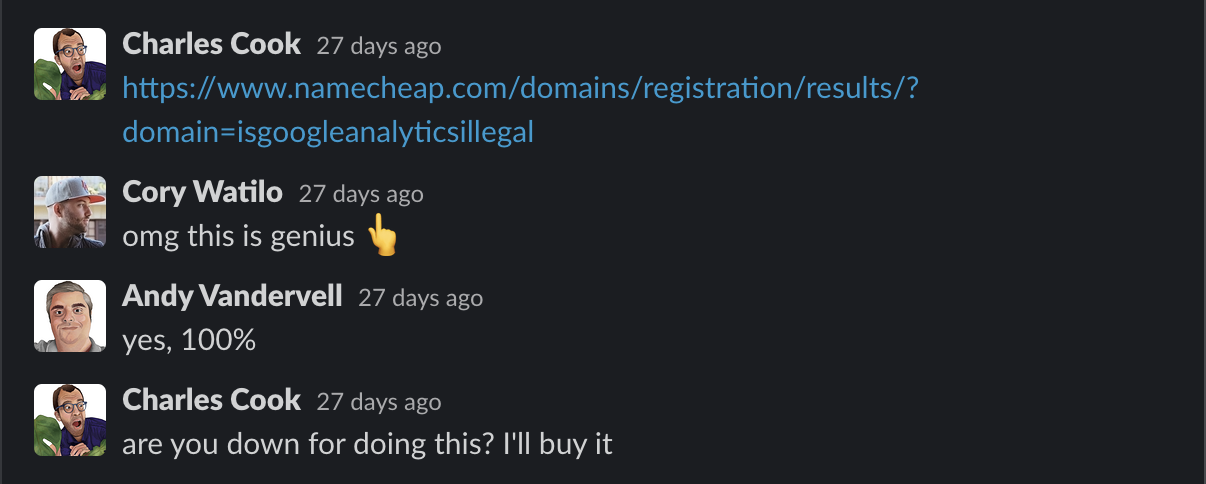 Charles Cook 27 days ago
https://www.namecheap.com/domains/registration/results/?
domain=isgoogleanalyticsillegal
Cory Watilo 27 days ago
omg this is genius 👆
Andy Vandervell 27 days ago
yes, 100%
Charles Cook 27 days ago
are you down for doing this? I'll buy it